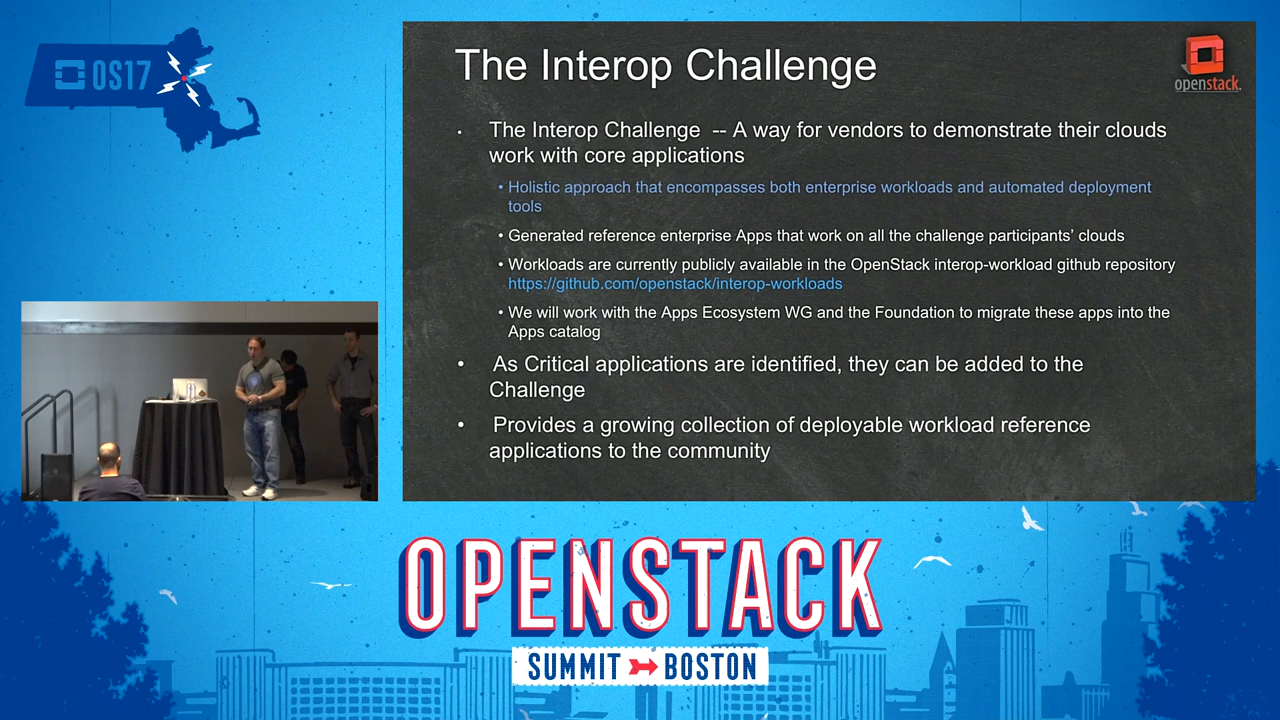 OS17
The Interop Challenge
openstack.
• The Interop Challenge -- A way for vendors to demonstrate their clouds
work with core applications
• Holistic approach that encompasses both enterprise workloads and automated deployment
tools
• Generated reference enterprise Apps that work on all the challenge participants’ clouds
• Workloads are currently publicly available in the OpenStack interop-workload github repository
https://github.com/openstack/interop-workloads
• We will work with the Apps Ecosystem WG and the Foundation to migrate these apps into the
Apps catalog
• As Critical applications are identified, they can be added to the
Challenge
• Provides a growing collection of deployable workload reference
applications to the community
OPENSTACK
SUMMIT BOSTON